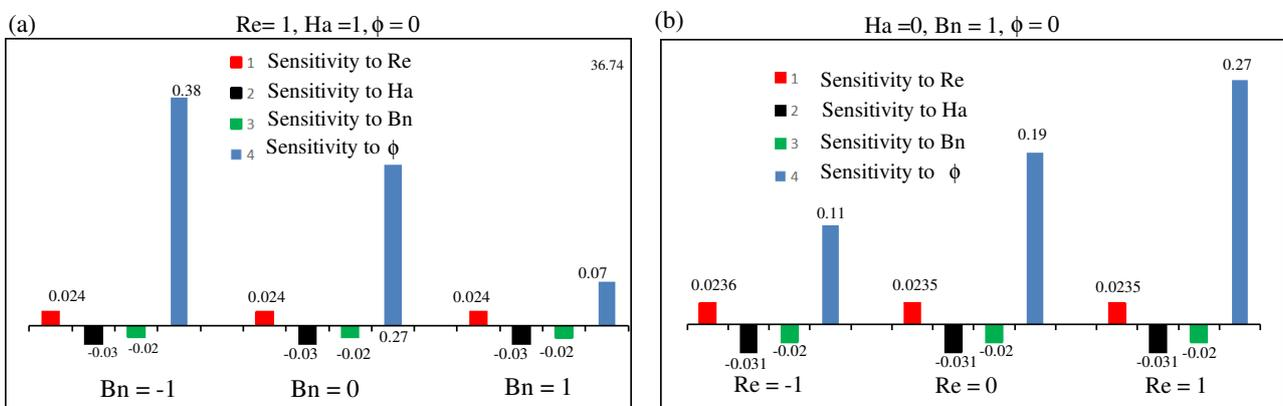 (a)
Re= 1, Ha =1, ϕ = 0
1 Sensitivity to Re
2 Sensitivity to Ha
3 Sensitivity to Bn
4 Sensitivity to ϕ
36.74
0.38
0.024
-0.03
-0.02
0.024
-0.03
-0.02
0.27
0.024
-0.03
-0.02
0.07
Bn = -1
Bn = 0
Bn = 1
(b)
Ha =0, Bn = 1, ϕ = 0
1 Sensitivity to Re
2 Sensitivity to Ha
3 Sensitivity to Bn
4 Sensitivity to ϕ
0.0236
-0.031
-0.02
0.11
0.0235
-0.031
-0.02
0.19
0.0235
-0.031
-0.02
0.27
Re = -1
Re = 0
Re = 1